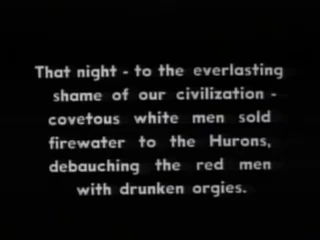 That night - to the everlasting
shame of our civilization -
covetous white men sold
firewater to the Hurons,
debauching the red men
with drunken orgies.